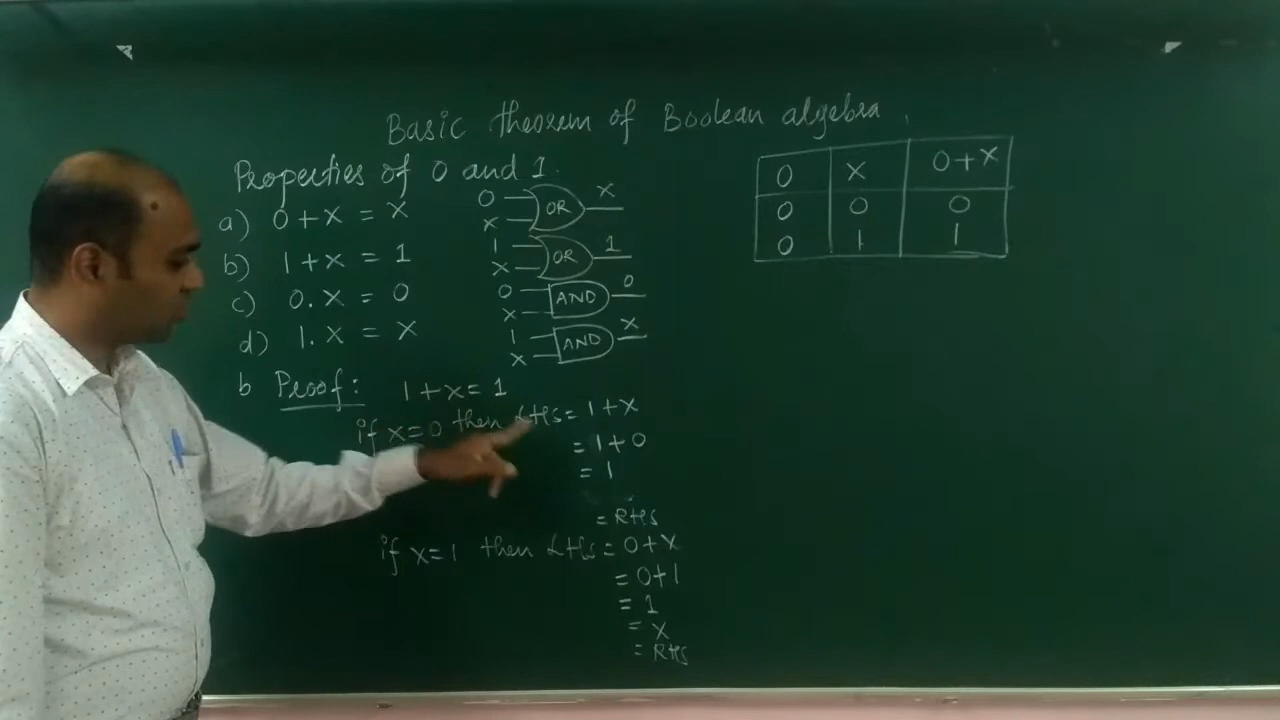 Basic theorem of Boolean algebra.
Properties of 0 and 1.
a) 0 + x = x
b) 1 + x = 1
c) 0 . x = 0
d) 1 . x = x
0 x OR x
1 x OR 1
0 x AND 0
1 x AND x
0 x 0+x
0 0 0
0 1 1
b Proof: 1 + x = 1
if x = 0 then LHS = 1 + x
= 1 + 0
= 1
= RHS
if x = 1 then LHS = 0 + x
= 0 + 1
= 1
= x
= RHS